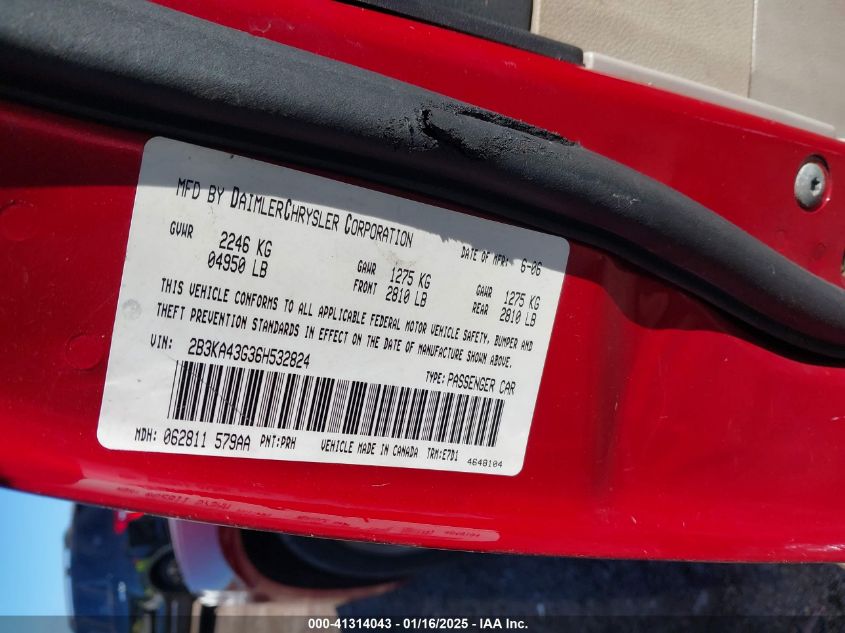 MFD BY DAIMLERCHRYSLER CORPORATION
DATE OF MFR: 6-06
GVWR 2246 KG 04950 LB
GAWR FRONT 1275 KG 2810 LB
GAWR REAR 1275 KG 2810 LB
THIS VEHICLE CONFORMS TO ALL APPLICABLE FEDERAL MOTOR VEHICLE SAFETY, BUMPER AND
THEFT PREVENTION STANDARDS IN EFFECT ON THE DATE OF MANUFACTURE SHOWN ABOVE.
VIN: 2B3KA43G36H532824
TYPE: PASSENGER CAR
MDH: 062811 579AA PNT:PRH VEHICLE MADE IN CANADA TRM:E7D1
4648104
000-41314043 - 01/16/2025 - IAA Inc.